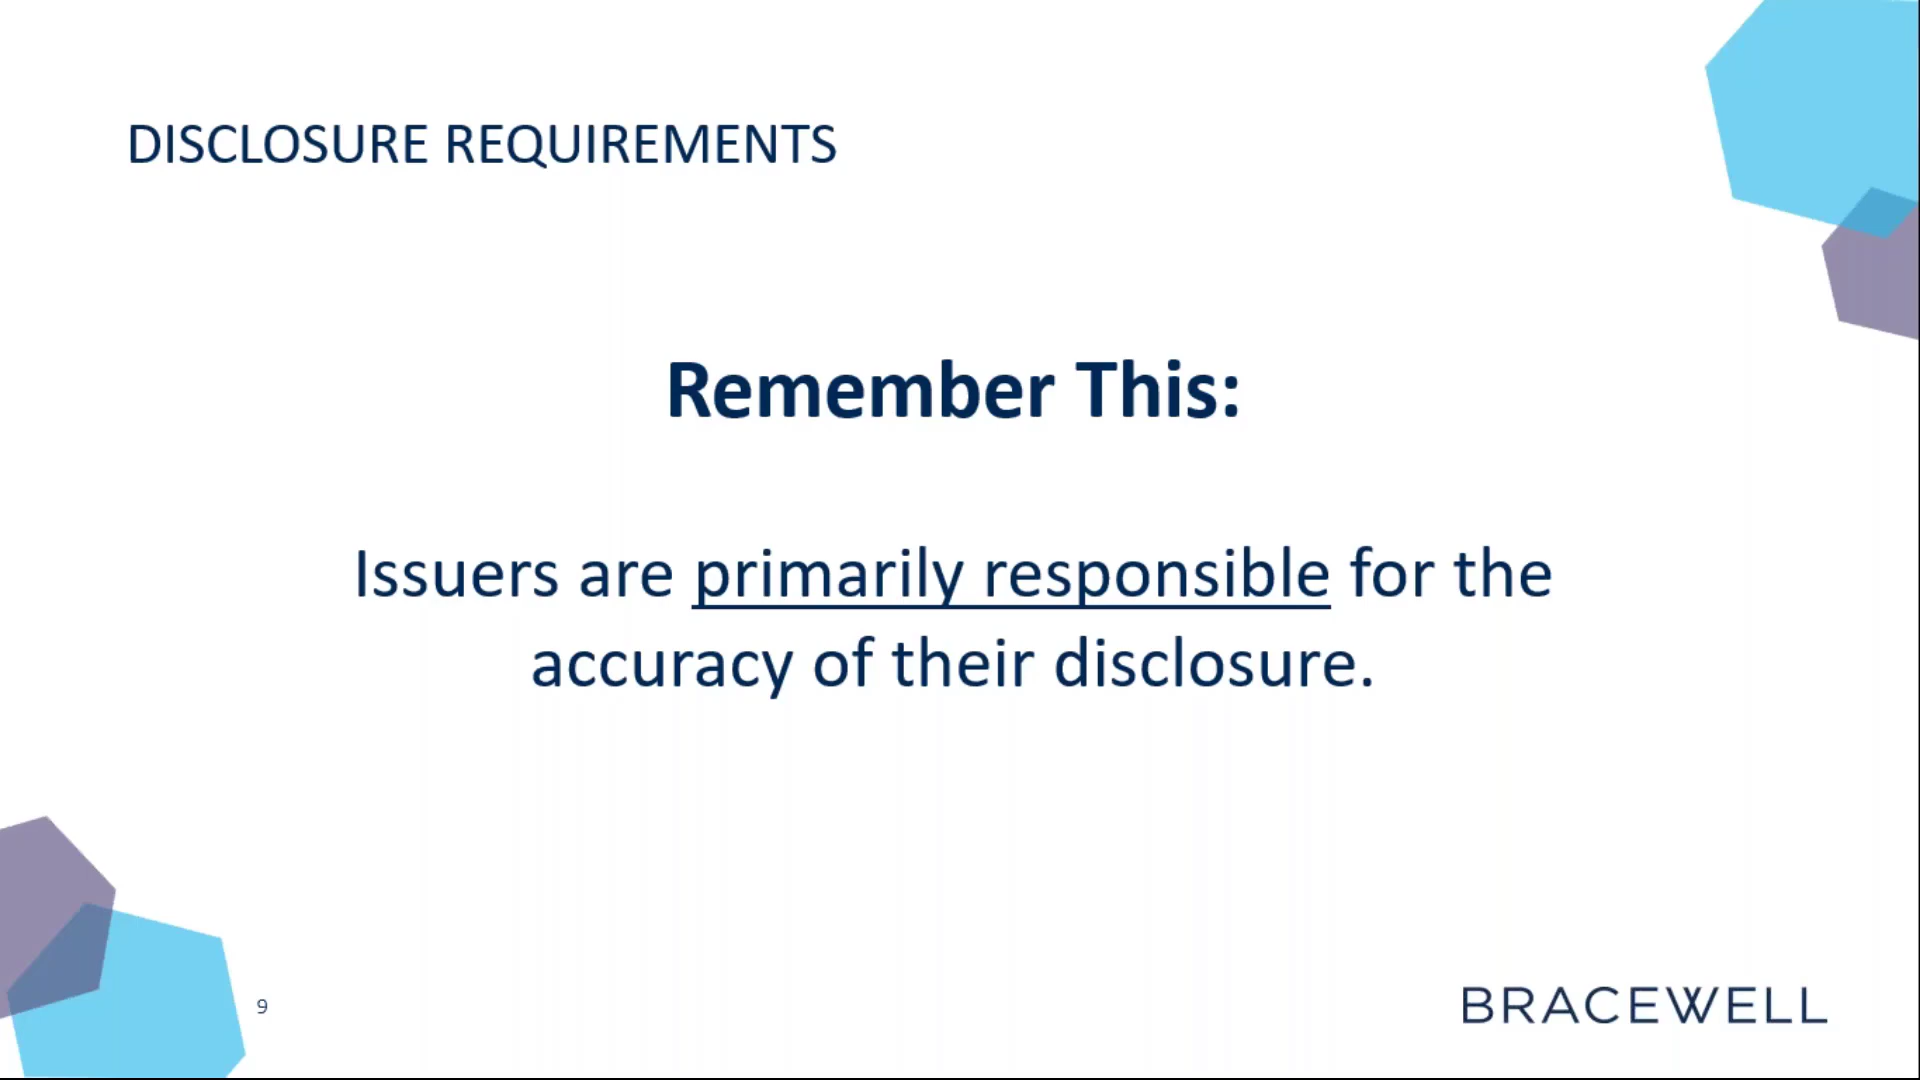 DISCLOSURE REQUIREMENTS
Remember This:
Issuers are primarily responsible for the
accuracy of their disclosure.
9
BRACEWELL